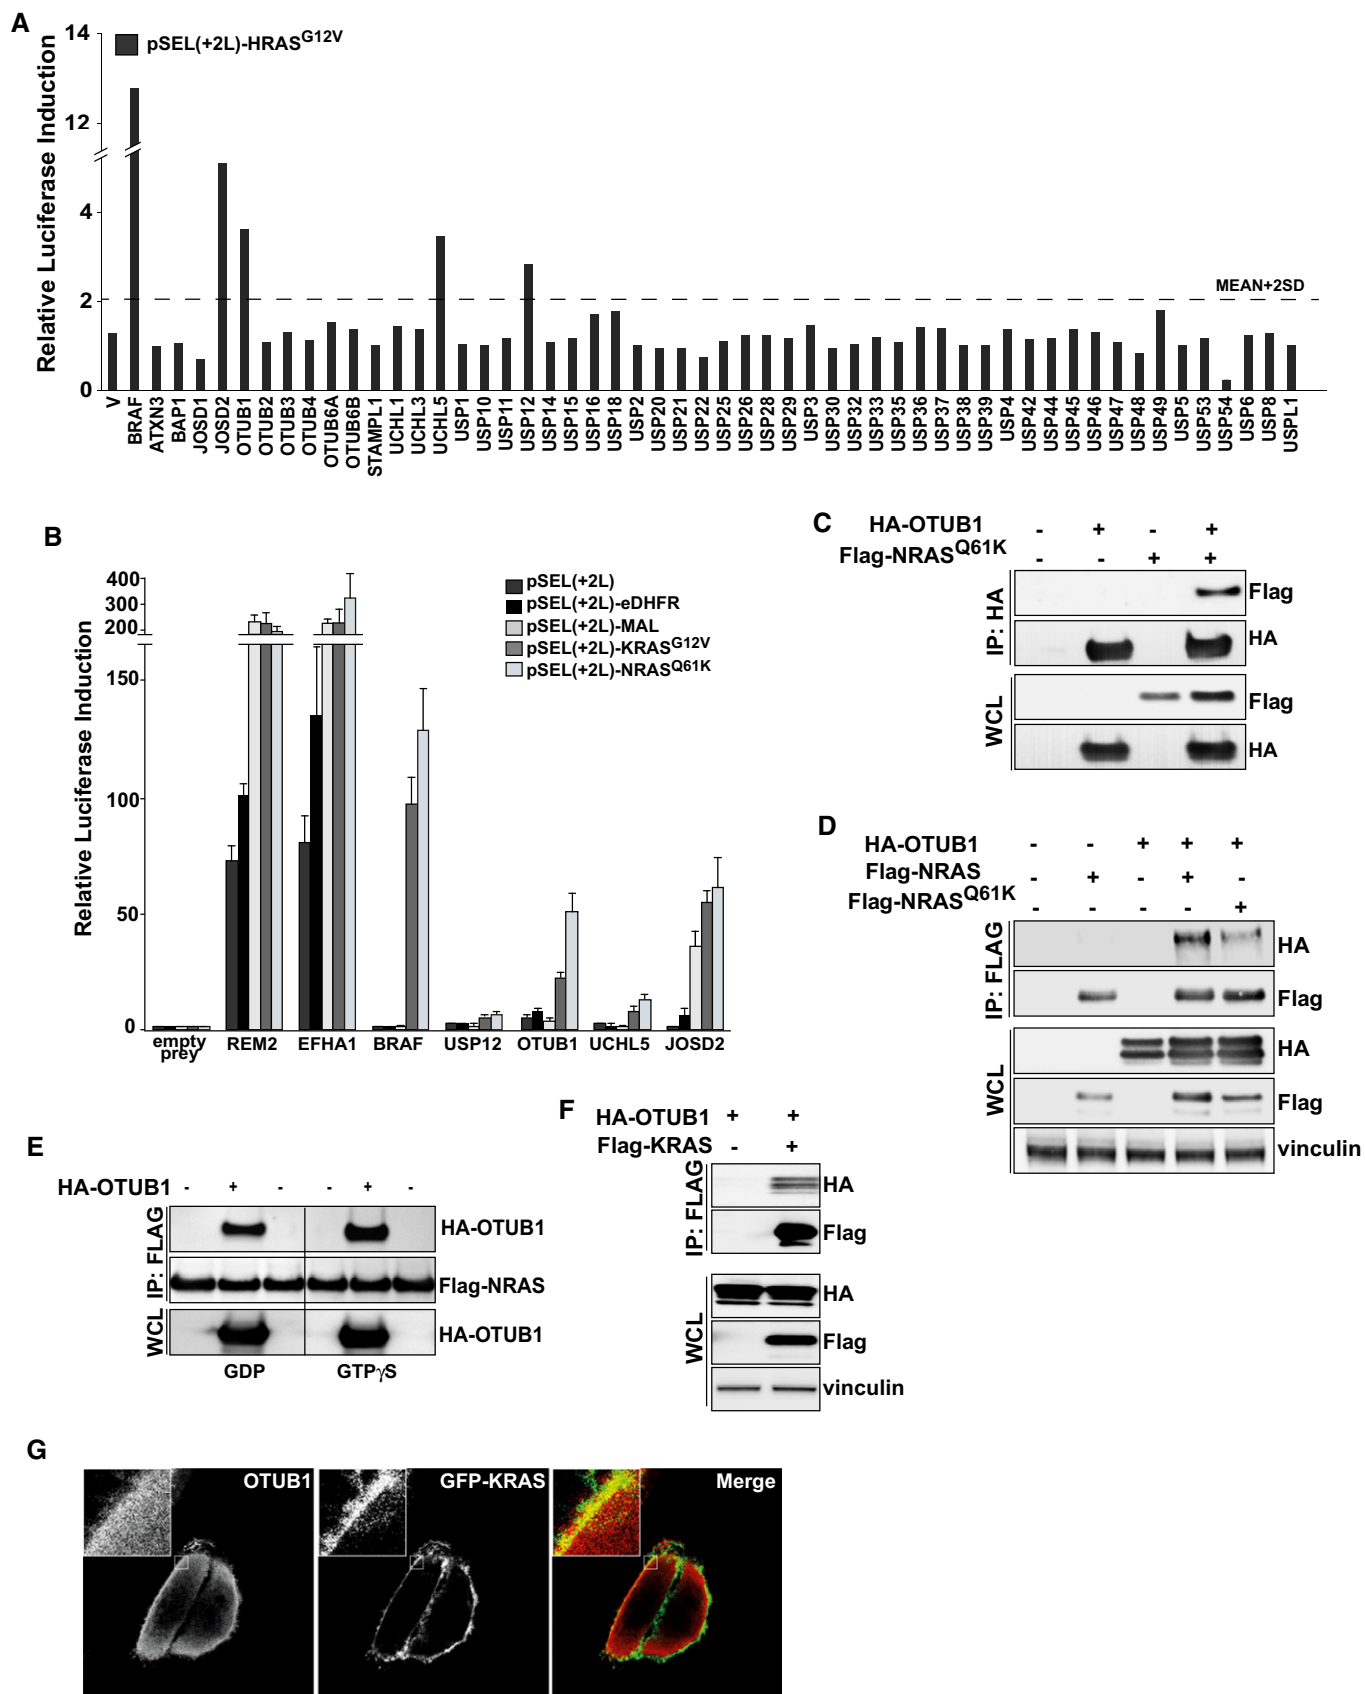 A
Relative Luciferase Induction
14
12
4
2
0
pSEL(+2L)-HRASG12V
MEAN+2SD
V BRAF ATXN3 BAP1 JOSD1 JOSD2 OTUB1 OTUB2 OTUB3 OTUB4 OTUB6A OTUB6B STAMPL1 UCHL1 UCHL3 UCHL5 USP1 USP10 USP11 USP12 USP14 USP15 USP16 USP18 USP2 USP20 USP21 USP22 USP25 USP26 USP28 USP29 USP3 USP30 USP32 USP33 USP35 USP36 USP37 USP38 USP39 USP4 USP42 USP44 USP45 USP46 USP47 USP48 USP49 USP5 USP53 USP54 USP6 USP8 USPL1
B
Relative Luciferase Induction
400
300
200
150
100
50
0
pSEL(+2L)
pSEL(+2L)-eDHFR
pSEL(+2L)-MAL
pSEL(+2L)-KRASG12V
pSEL(+2L)-NRASQ61K
empty prey REM2 EFHA1 BRAF USP12 OTUB1 UCHL5 JOSD2
C
HA-OTUB1 - + - +
Flag-NRASQ61K - - + +
IP: HA
Flag
HA
WCL
Flag
HA
D
HA-OTUB1 - - + + +
Flag-NRAS - + - + -
Flag-NRASQ61K - - - - +
IP: FLAG
HA
Flag
WCL
HA
Flag
vinculin
E
HA-OTUB1 - + - - + -
IP: FLAG
HA-OTUB1
Flag-NRAS
WCL
HA-OTUB1
GDP GTPγS
F
HA-OTUB1 + +
Flag-KRAS - +
IP: FLAG
HA
Flag
WCL
HA
Flag
vinculin
G
OTUB1 GFP-KRAS Merge